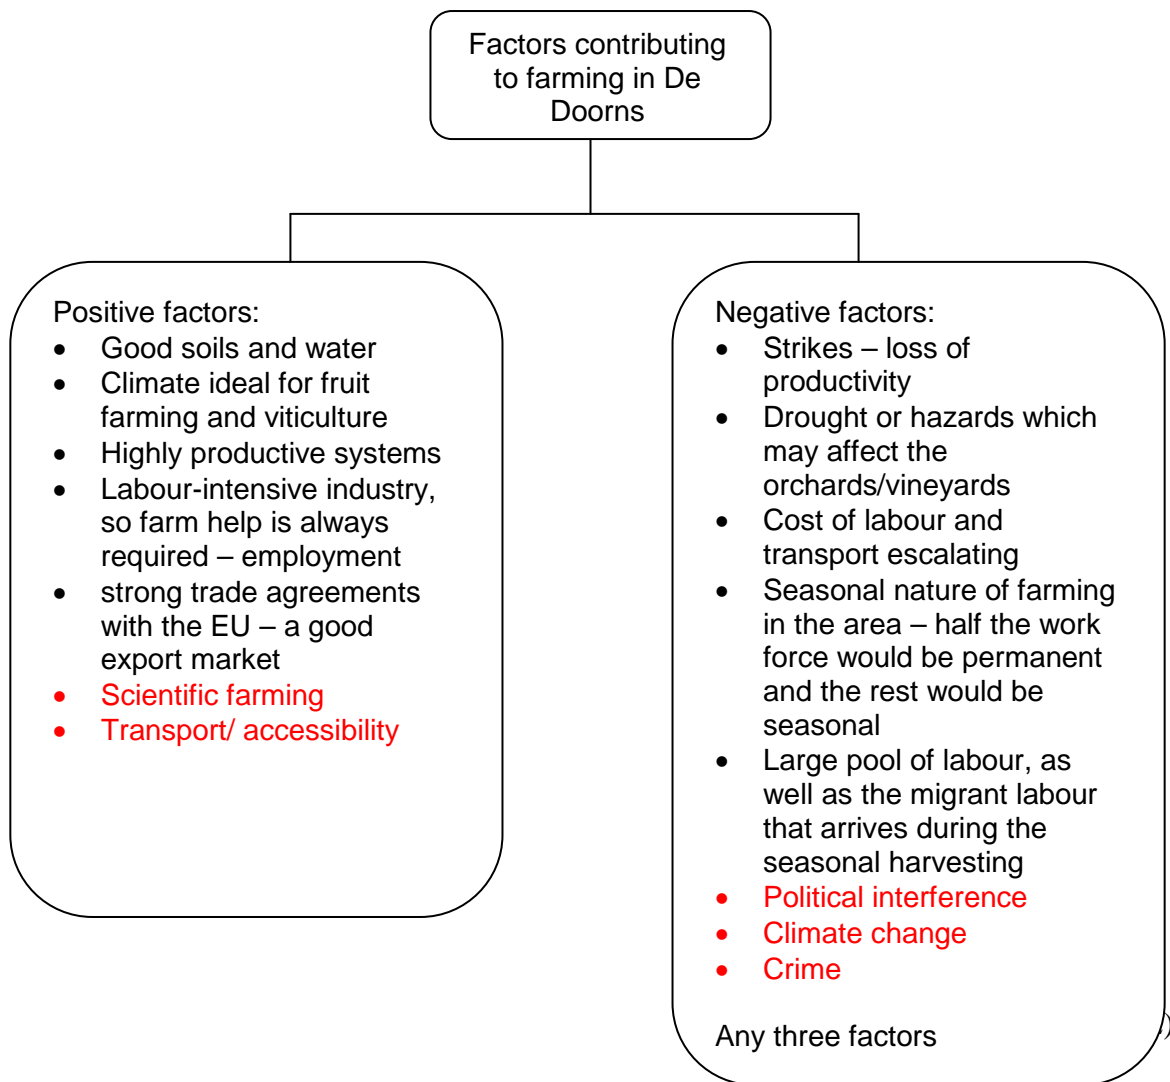 Factors contributing
to farming in De
Doorns
Positive factors:
• Good soils and water
• Climate ideal for fruit
farming and viticulture
• Highly productive systems
• Labour-intensive industry,
so farm help is always
required – employment
• strong trade agreements
with the EU – a good
export market
• Scientific farming
• Transport/ accessibility
Negative factors:
• Strikes – loss of
productivity
• Drought or hazards which
may affect the
orchards/vineyards
• Cost of labour and
transport escalating
• Seasonal nature of farming
in the area – half the work
force would be permanent
and the rest would be
seasonal
• Large pool of labour, as
well as the migrant labour
that arrives during the
seasonal harvesting
• Political interference
• Climate change
• Crime
Any three factors